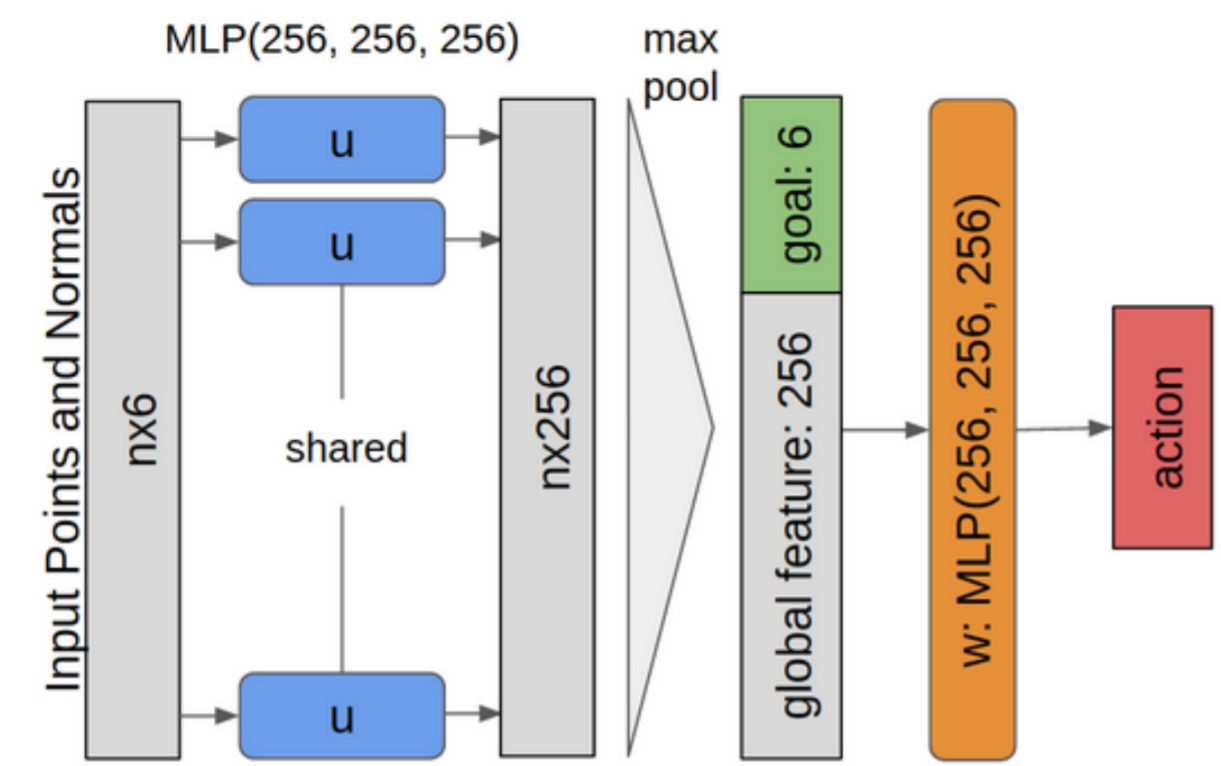 MLP(256, 256, 256)
max
pool
Input Points and Normals
nx6
u
u
shared
u
nx256
goal: 6
global feature: 256
w: MLP(256, 256, 256)
action